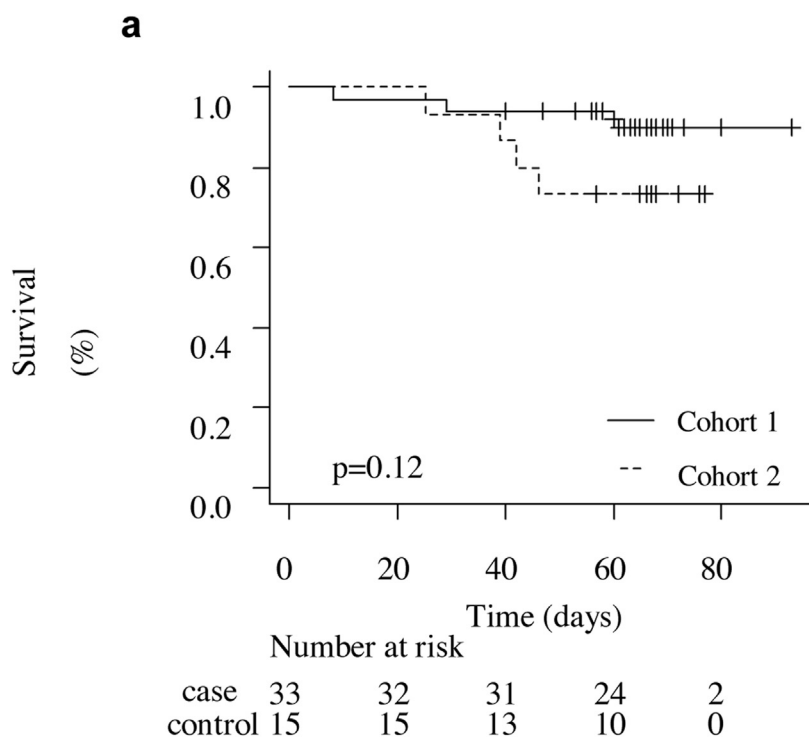 a
1.0
0.8
0.6
0.4
0.2
0.0
Survival
(%)
Cohort 1
Cohort 2
p=0.12
0 20 40 60 80
Time (days)
Number at risk
case 33 32 31 24 2
control 15 15 13 10 0